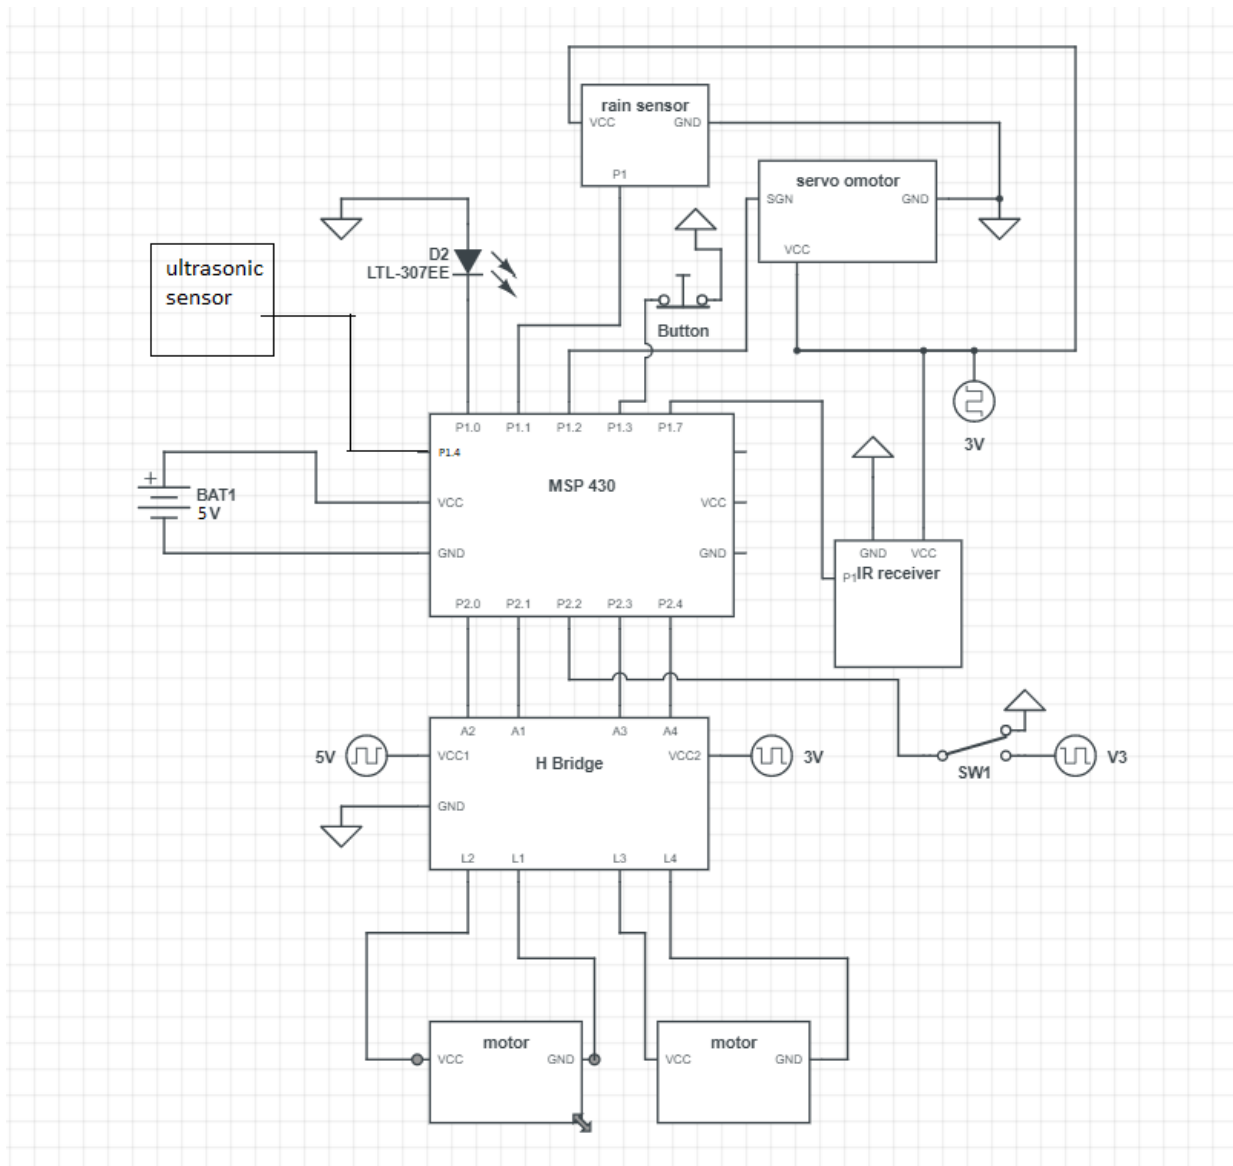 rain sensor
VCC GND
P1
servo omotor
SGN GND
VCC
D2
LTL-307EE
ultrasonic
sensor
Button
3V
P1.0 P1.1 P1.2 P1.3 P1.7
P1.4
MSP 430
+
BAT1
5V
VCC VCC
GND GND
GND VCC
P1 IR receiver
P2.0 P2.1 P2.2 P2.3 P2.4
A2 A1 A3 A4
5V VCC1 VCC2 3V
H Bridge
SW1
V3
GND
L2 L1 L3 L4
motor
VCC GND
motor
VCC GND